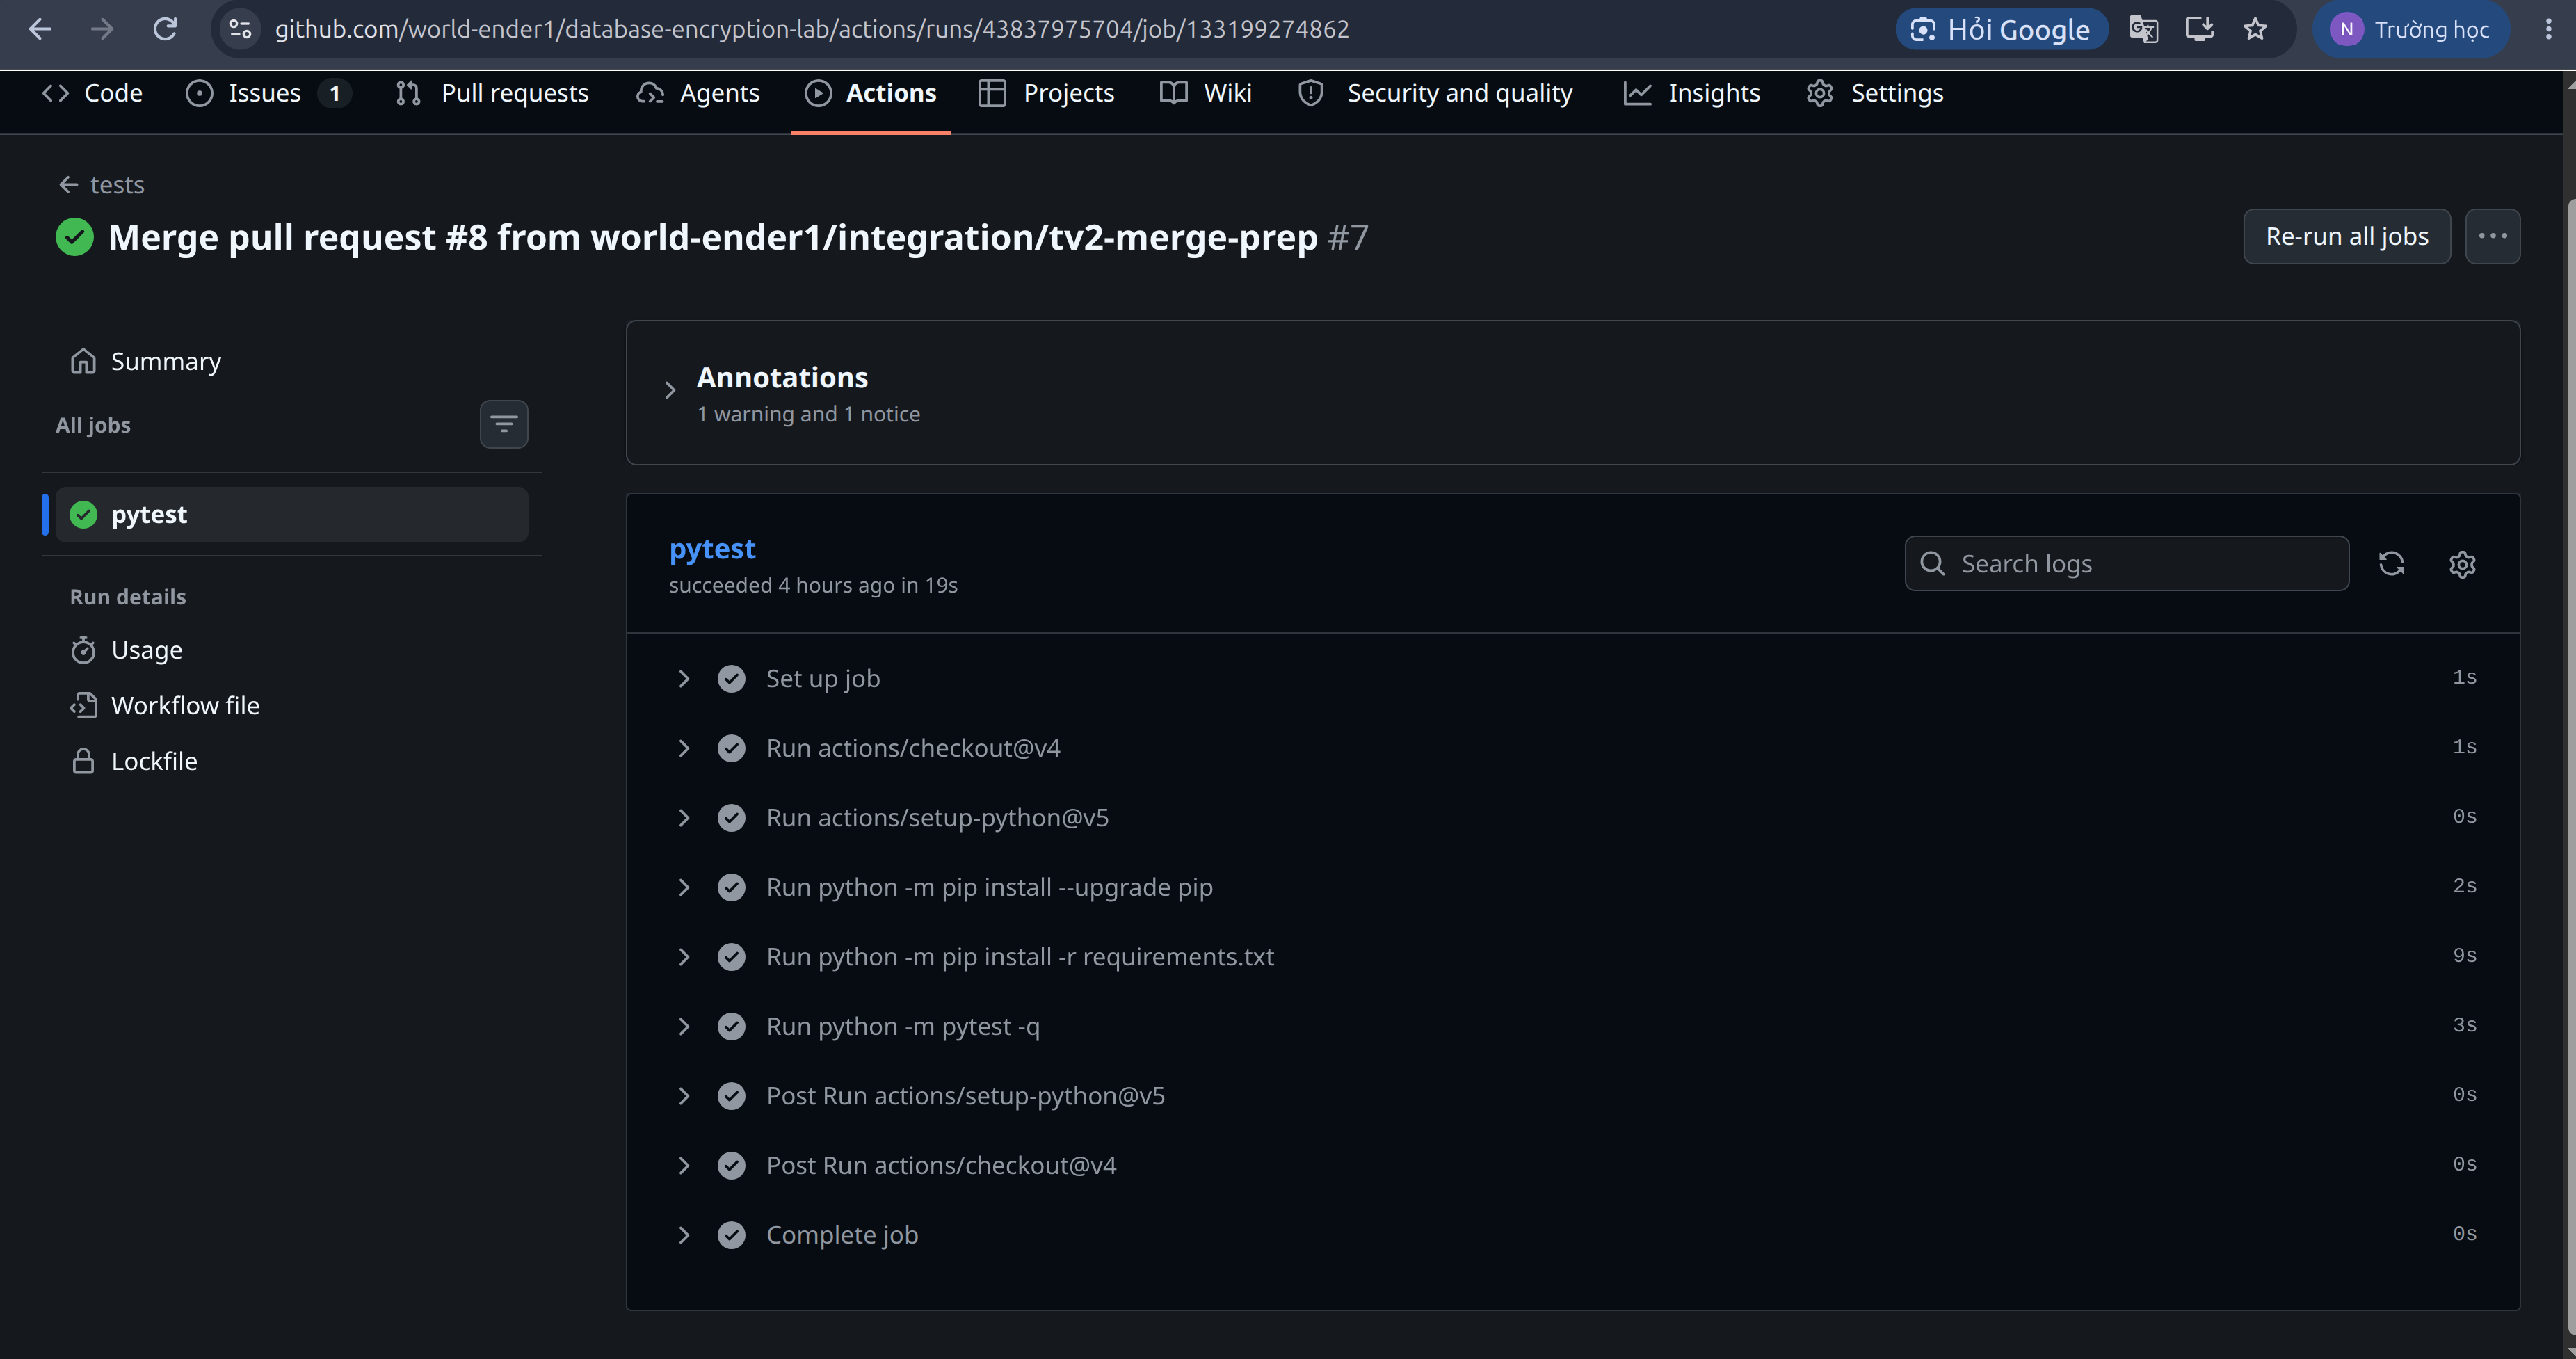 github.com/world-ender1/database-encryption-lab/actions/runs/43837975704/job/133199274862
Hỏi Google
N
Trường học
Code
Issues 1
Pull requests
Agents
Actions
Projects
Wiki
Security and quality
Insights
Settings
tests
Merge pull request #8 from world-ender1/integration/tv2-merge-prep #7
Re-run all jobs
Summary
All jobs
pytest
Run details
Usage
Workflow file
Lockfile
Annotations
1 warning and 1 notice
pytest
succeeded 4 hours ago in 19s
Search logs
Set up job 1s
Run actions/checkout@v4 1s
Run actions/setup-python@v5 0s
Run python -m pip install --upgrade pip 2s
Run python -m pip install -r requirements.txt 9s
Run python -m pytest -q 3s
Post Run actions/setup-python@v5 0s
Post Run actions/checkout@v4 0s
Complete job 0s